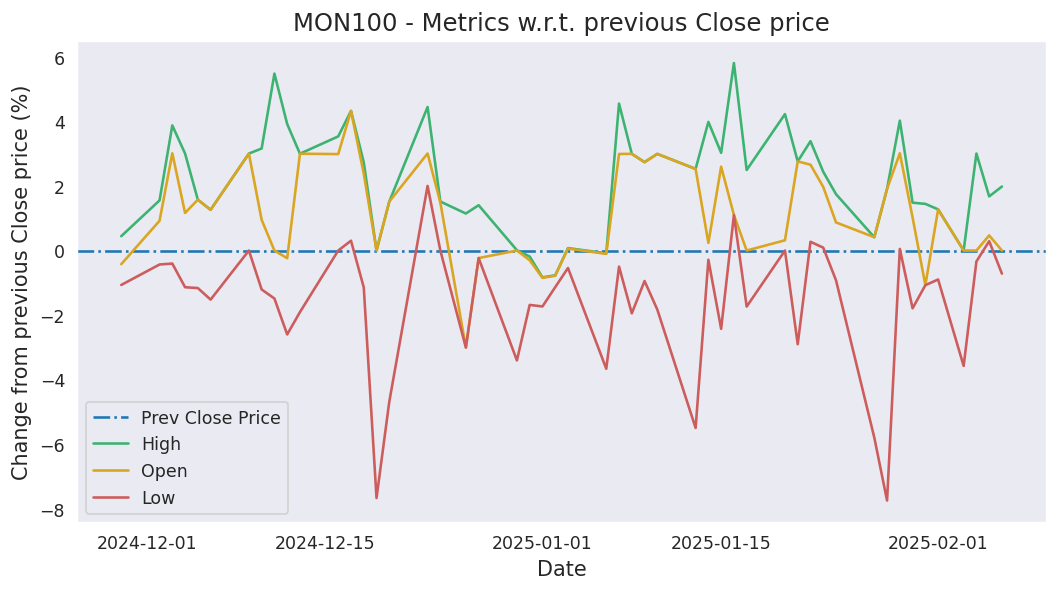 MON100 - Metrics w.r.t. previous Close price
Change from previous Close price (%)
6
4
2
0
−2
−4
−6
−8
Prev Close Price
High
Open
Low
2024-12-01
2024-12-15
2025-01-01
2025-01-15
2025-02-01
Date